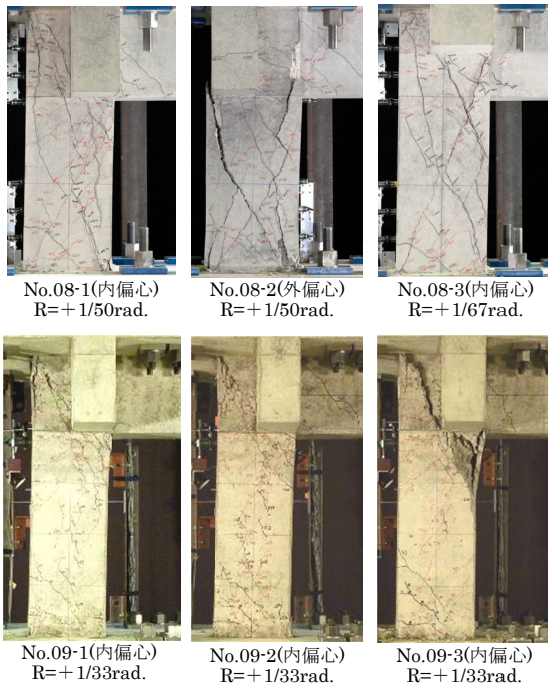 No.08-1(内偏心)
R=+1/50rad.
No.08-2(外偏心)
R=+1/50rad.
No.08-3(内偏心)
R=+1/67rad.
No.09-1(内偏心)
R=+1/33rad.
No.09-2(内偏心)
R=+1/33rad.
No.09-3(内偏心)
R=+1/33rad.